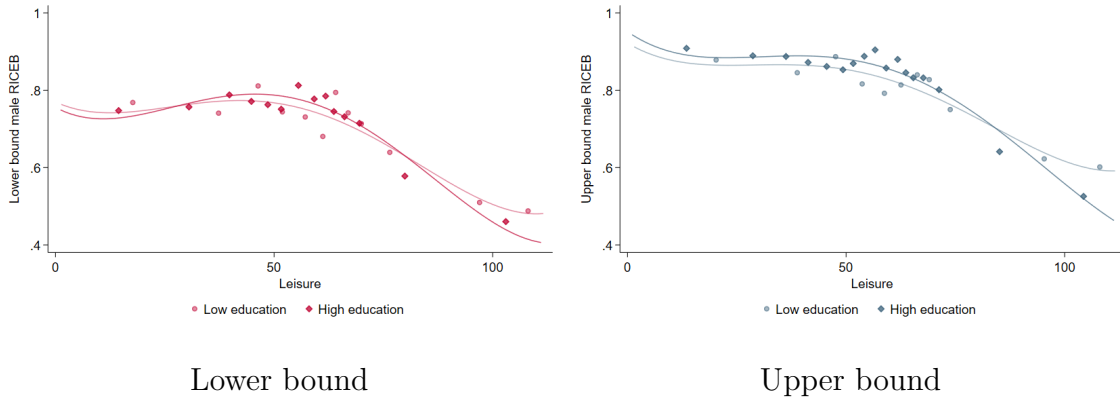 Lower bound male RICEB
1
.8
.6
.4
0 50 100
Leisure
Low education High education
Lower bound
Upper bound male RICEB
1
.8
.6
.4
0 50 100
Leisure
Low education High education
Upper bound